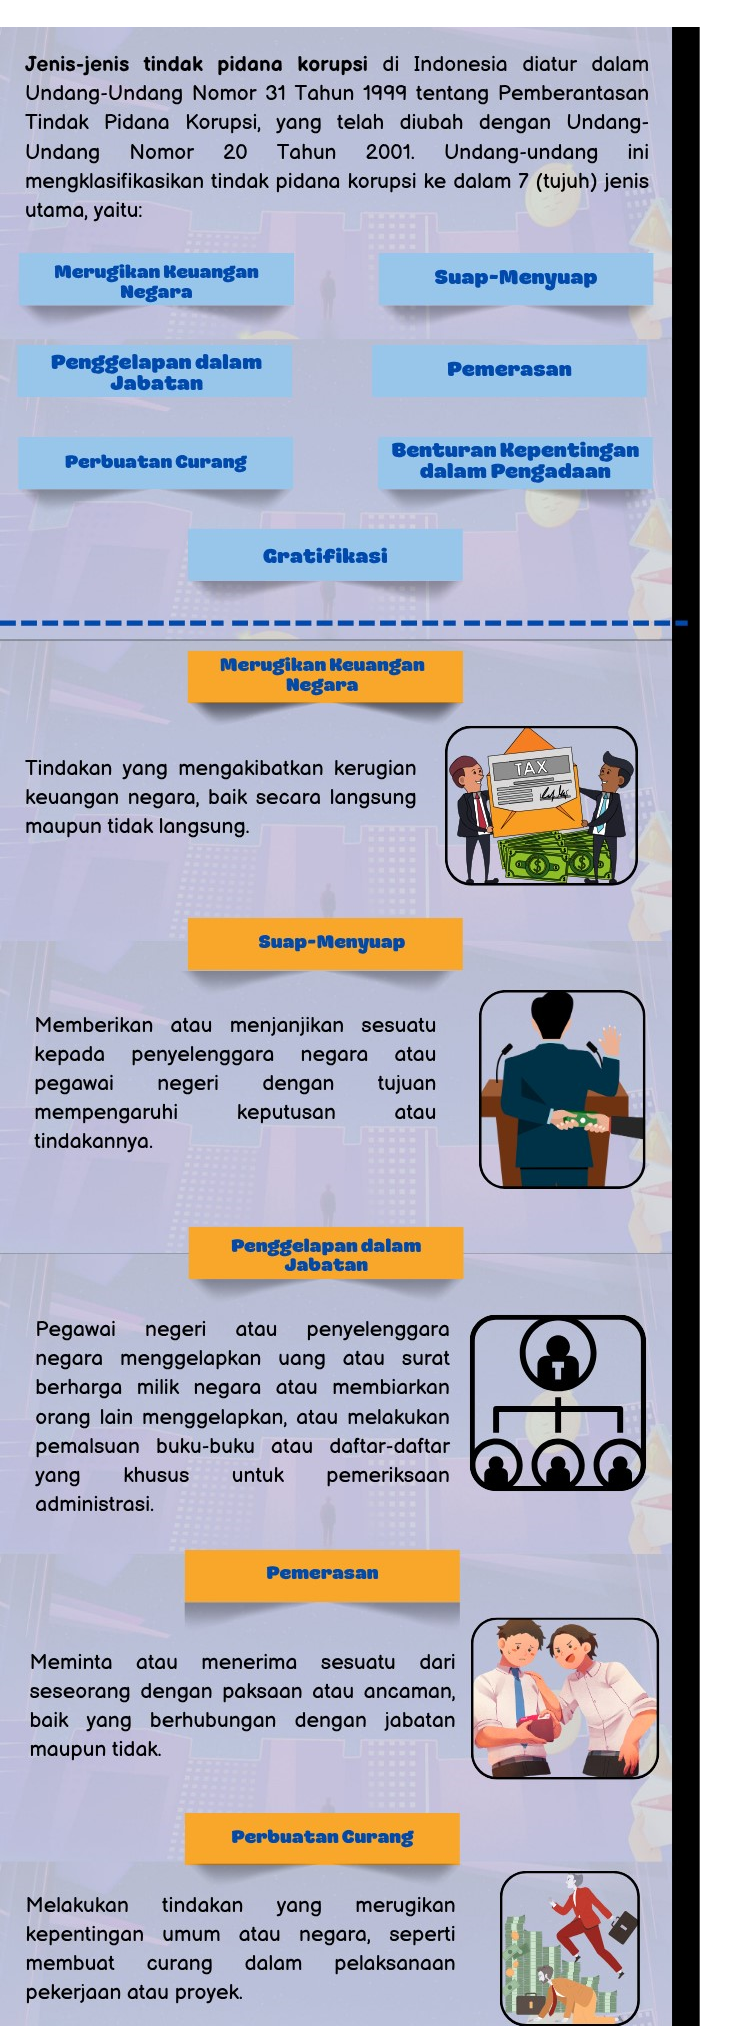 Jenis-jenis tindak pidana korupsi di Indonesia diatur dalam
Undang-Undang Nomor 31 Tahun 1999 tentang Pemberantasan
Tindak Pidana Korupsi, yang telah diubah dengan Undang-
Undang Nomor 20 Tahun 2001. Undang-undang ini
mengklasifikasikan tindak pidana korupsi ke dalam 7 (tujuh) jenis
utama, yaitu:
Merugikan Keuangan
Negara
Suap-Menyuap
Penggelapan dalam
Jabatan
Pemerasan
Perbuatan Curang
Benturan Kepentingan
dalam Pengadaan
Gratifikasi
Merugikan Keuangan
Negara
Tindakan yang mengakibatkan kerugian
keuangan negara, baik secara langsung
maupun tidak langsung.
TAX
Suap-Menyuap
Memberikan atau menjanjikan sesuatu
kepada penyelenggara negara atau
pegawai negeri dengan tujuan
mempengaruhi keputusan atau
tindakannya.
Penggelapan dalam
Jabatan
Pegawai negeri atau penyelenggara
negara menggelapkan uang atau surat
berharga milik negara atau membiarkan
orang lain menggelapkan, atau melakukan
pemalsuan buku-buku atau daftar-daftar
yang khusus untuk pemeriksaan
administrasi.
Pemerasan
Meminta atau menerima sesuatu dari
seseorang dengan paksaan atau ancaman,
baik yang berhubungan dengan jabatan
maupun tidak.
Perbuatan Curang
Melakukan tindakan yang merugikan
kepentingan umum atau negara, seperti
membuat curang dalam pelaksanaan
pekerjaan atau proyek.